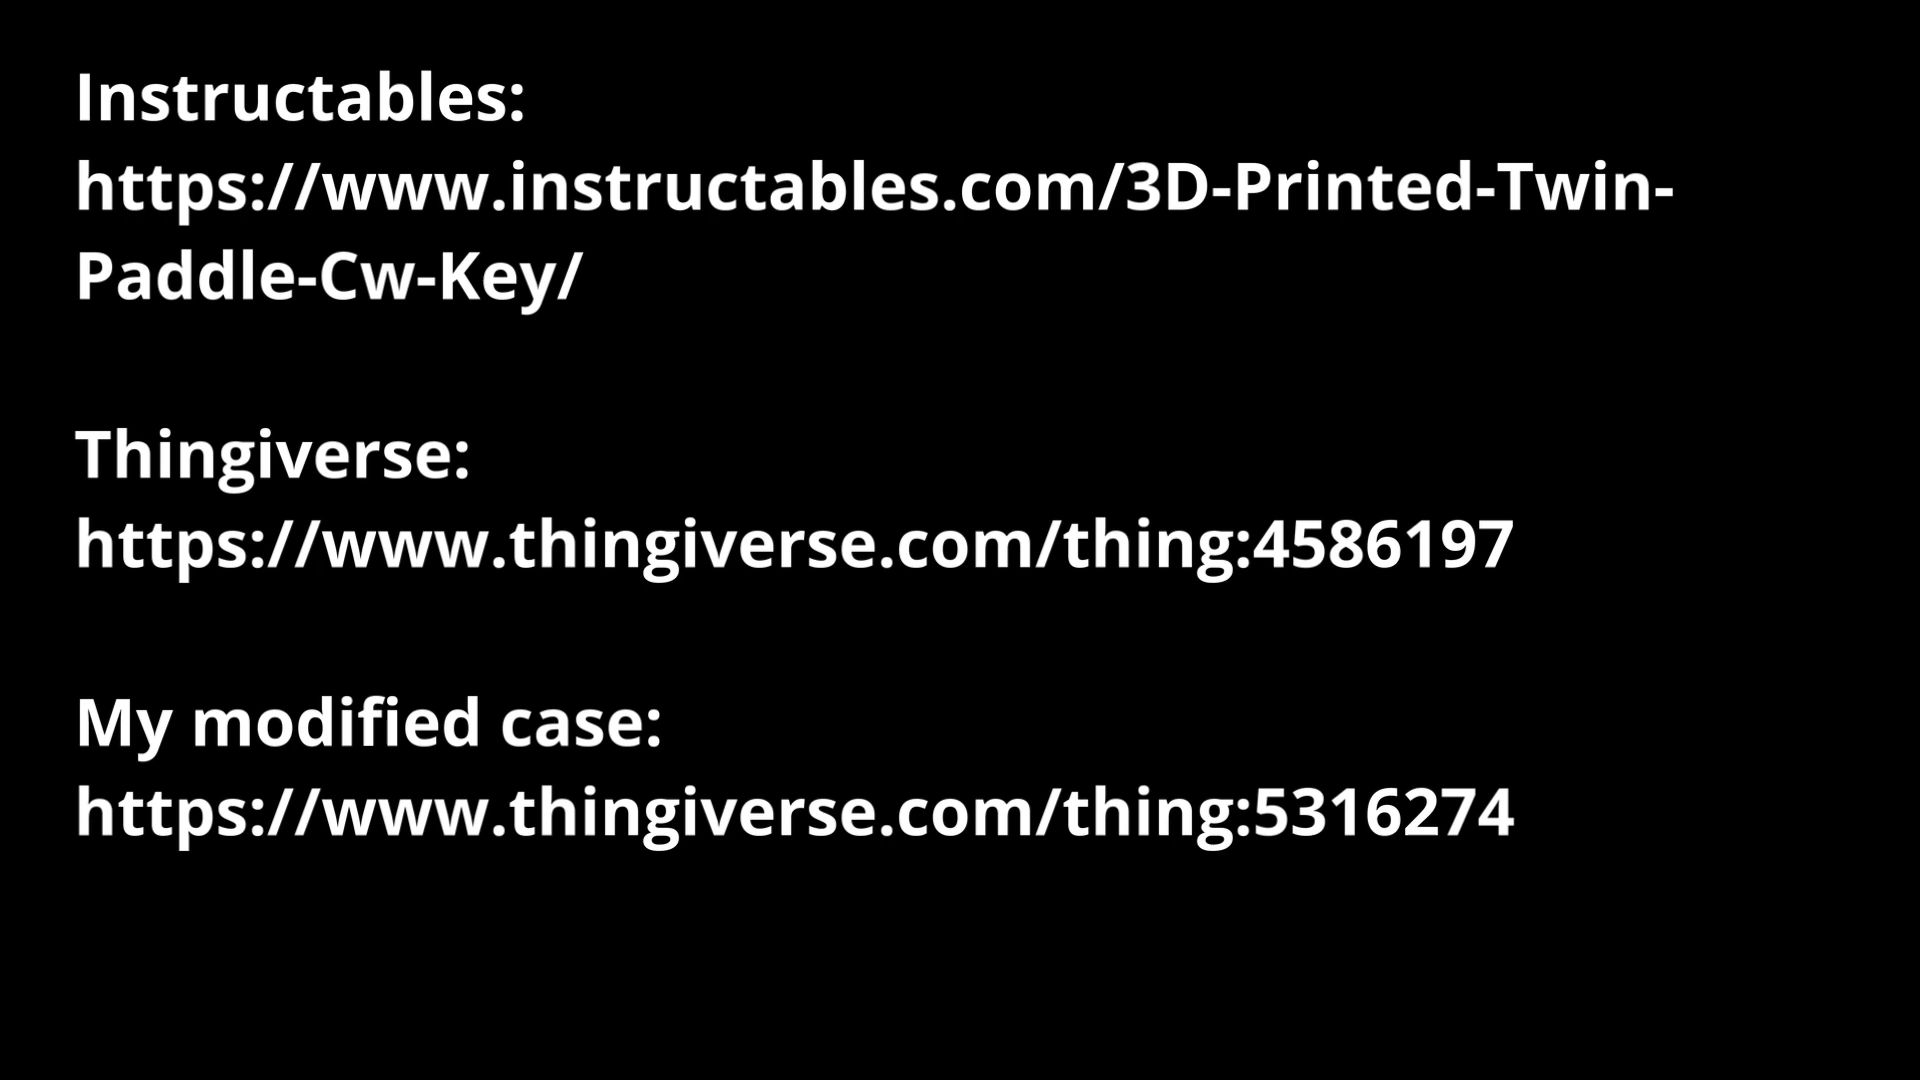 Instructables:
https://www.instructables.com/3D-Printed-Twin-
Paddle-Cw-Key/
Thingiverse:
https://www.thingiverse.com/thing:4586197
My modified case:
https://www.thingiverse.com/thing:5316274